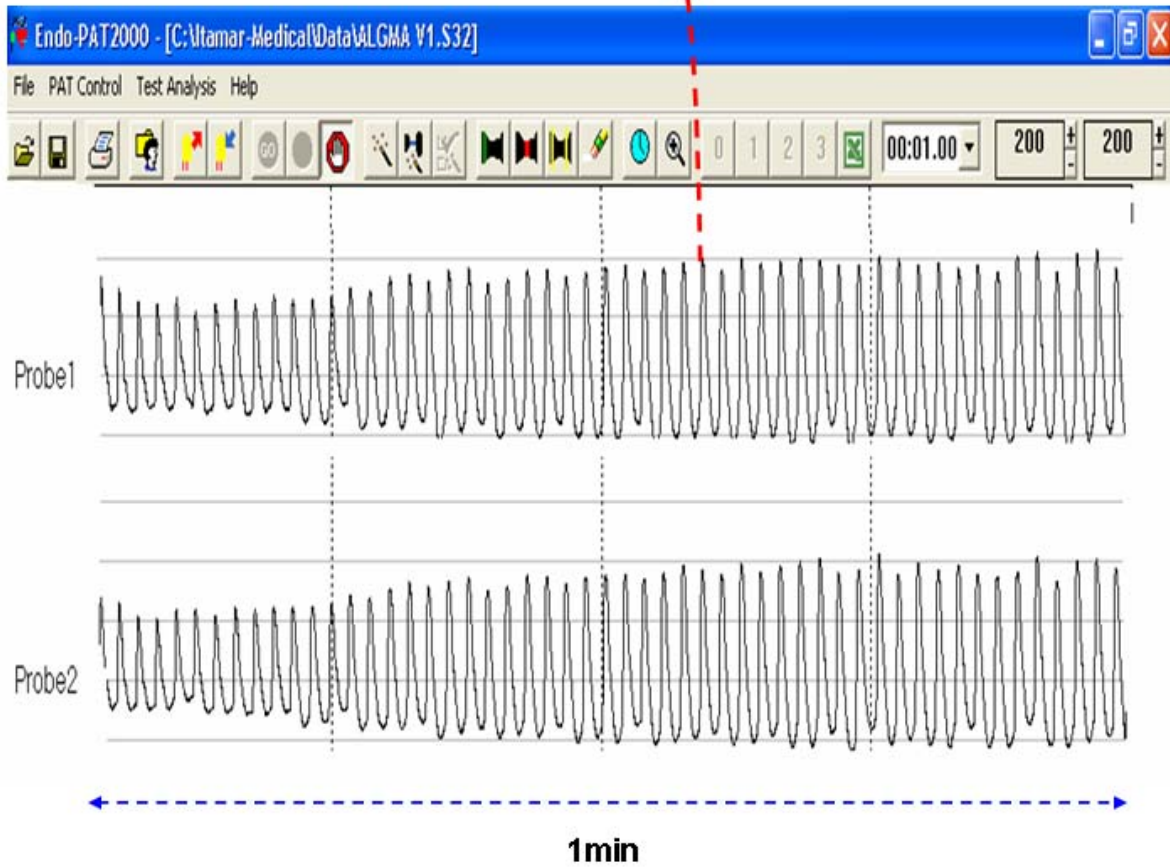 Endo-PAT2000 - [C:\Itamar-Medical\Data\ALGMA V1.S32]
File PAT Control Test Analysis Help
GO 0 1 2 3 00:01.00 200 + - 200 + -
Probe1
Probe2
1min